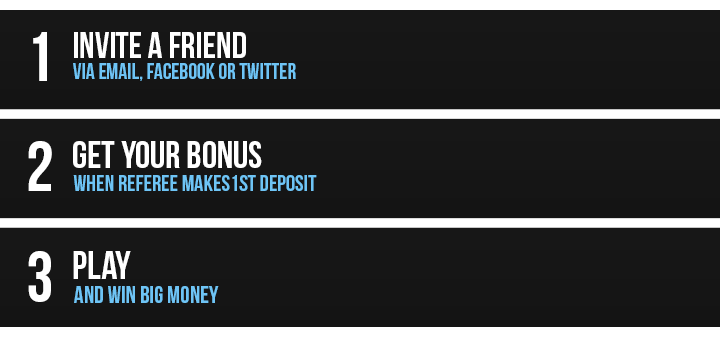 1 INVITE A FRIEND
VIA EMAIL, FACEBOOK OR TWITTER
2 GET YOUR BONUS
WHEN REFEREE MAKES1ST DEPOSIT
3 PLAY
AND WIN BIG MONEY